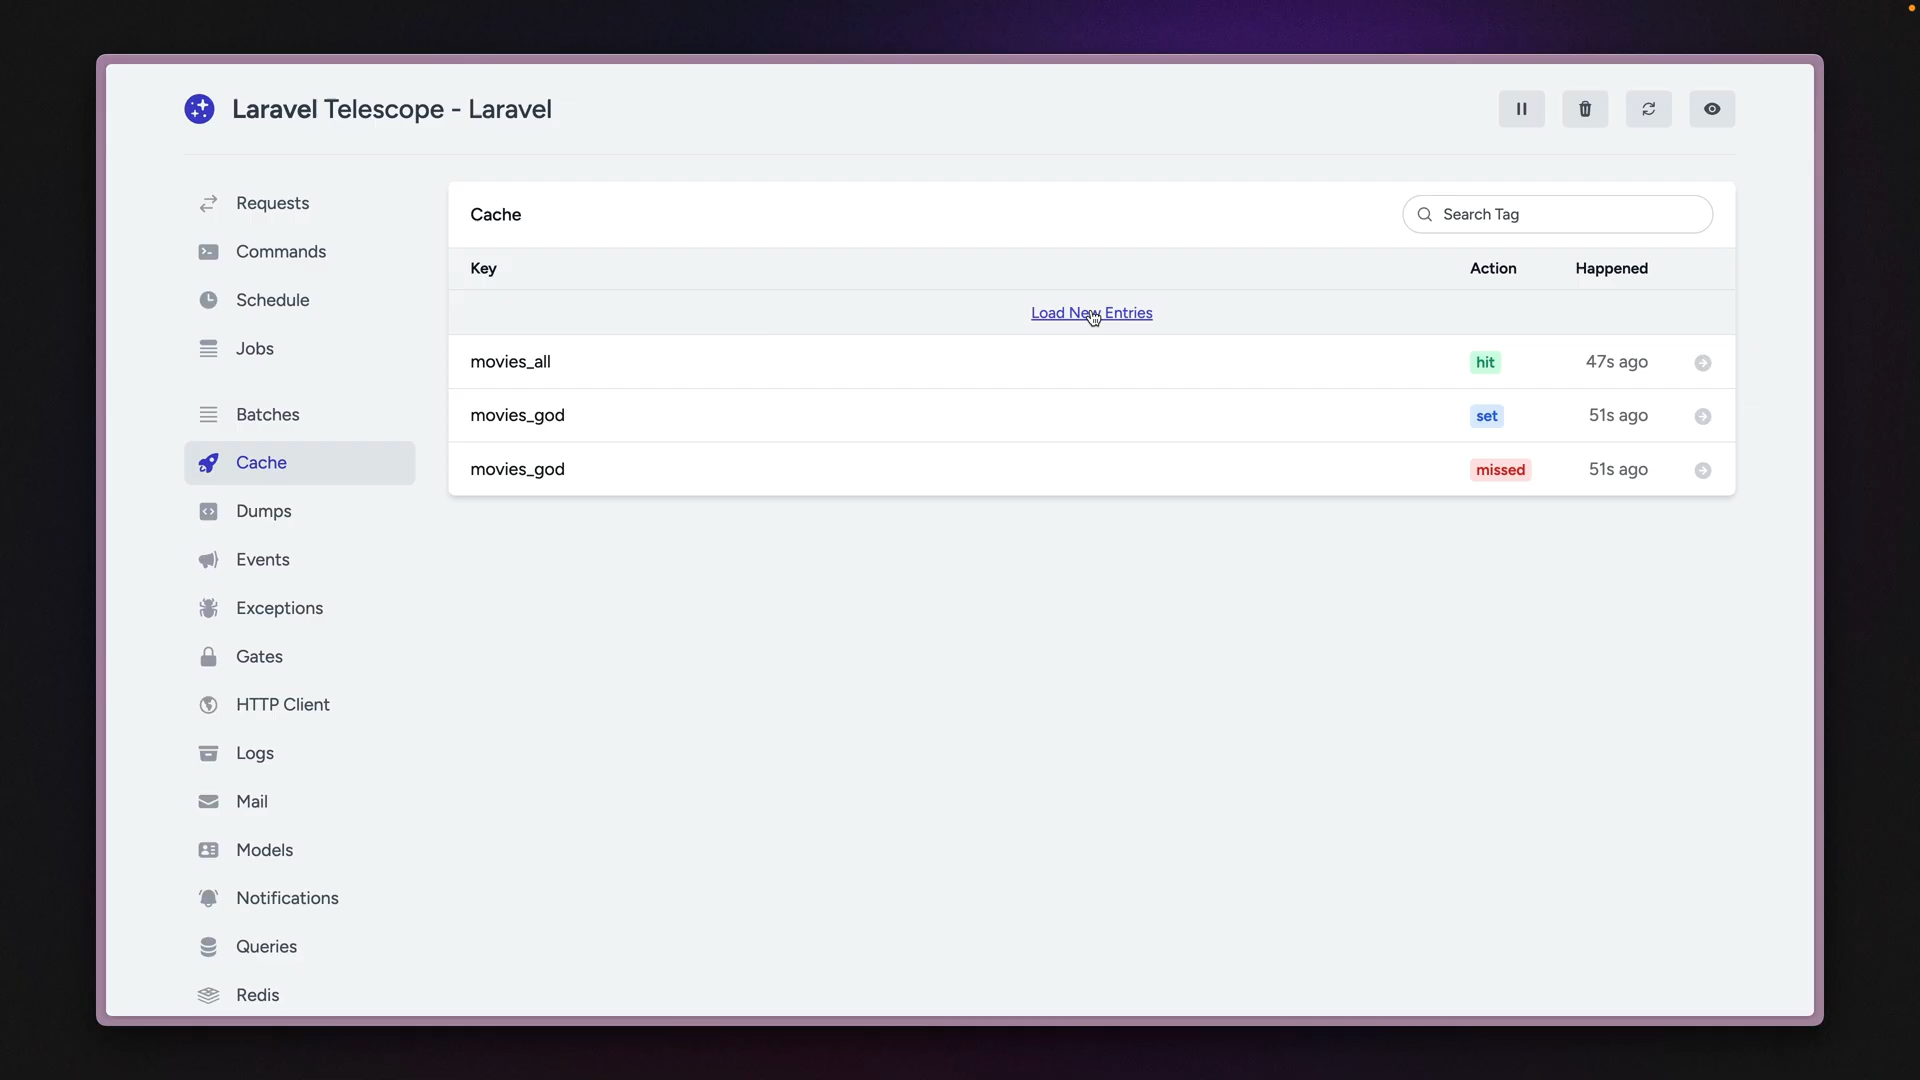 Laravel Telescope - Laravel
Requests
Commands
Schedule
Jobs
Batches
Cache
Dumps
Events
Exceptions
Gates
HTTP Client
Logs
Mail
Models
Notifications
Queries
Redis
Cache
Search Tag
Key Action Happened
Load New Entries
movies_all hit 47s ago
movies_god set 51s ago
movies_god missed 51s ago